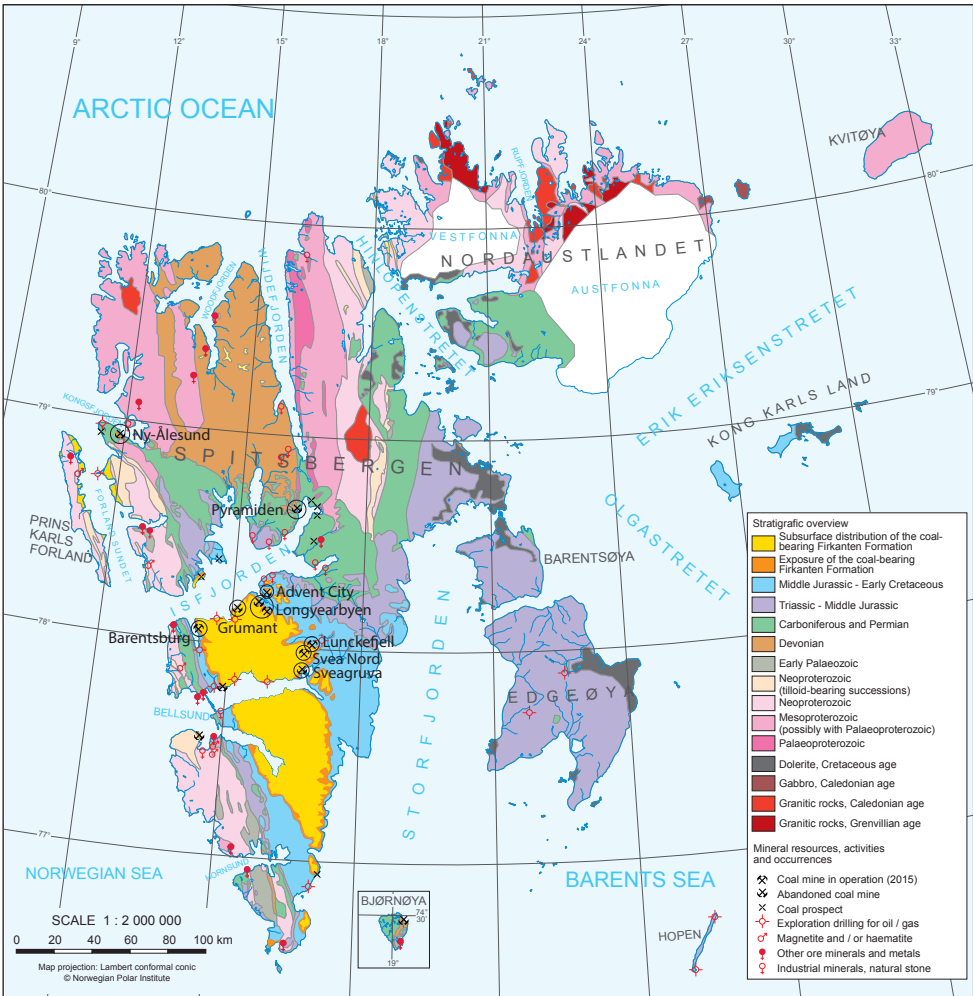 9°
12°
15°
18°
21°
24°
27°
30°
33°
ARCTIC OCEAN
KVITØYA
80°
80°
RIJPFJORDEN
VESTFONNA
NORDAUSTLANDET
AUSTFONNA
HINLOPENSTRETET
WIJDEFJORDEN
WOODFJORDEN
ERIK ERIKSENSTRETET
79°
79°
KONG KARLS LAND
KONGSFJORDEN
Ny-Ålesund
SPITSBERGEN
OLGASTRETET
Pyramiden
PRINS
KARLS
FORLAND
FORLANDSUNDET
BARENTSØYA
ISFJORDEN
Advent City
Longyearbyen
Grumant
78°
78°
Barentsburg
Lunckefjell
Svea Nord
Sveagruva
EDGEØYA
BELLSUND
STORFJORDEN
77°
77°
HORNSUND
NORWEGIAN SEA
BARENTS SEA
BJØRNØYA
74°
30'
19°
HOPEN
SCALE 1 : 2 000 000
0 20 40 60 80 100 km
Map projection: Lambert conformal conic
© Norwegian Polar Institute
Stratigrafic overview
Subsurface distribution of the coal-
bearing Firkanten Formation
Exposure of the coal-bearing
Firkanten Formation
Middle Jurassic - Early Cretaceous
Triassic - Middle Jurassic
Carboniferous and Permian
Devonian
Early Palaeozoic
Neoproterozoic
(tilloid-bearing successions)
Neoproterozoic
Mesoproterozoic
(possibly with Palaeoproterozoic)
Palaeoproterozoic
Dolerite, Cretaceous age
Gabbro, Caledonian age
Granitic rocks, Caledonian age
Granitic rocks, Grenvillian age
Mineral resources, activities
and occurrences
Coal mine in operation (2015)
Abandoned coal mine
Coal prospect
Exploration drilling for oil / gas
Magnetite and / or haematite
Other ore minerals and metals
Industrial minerals, natural stone
15°